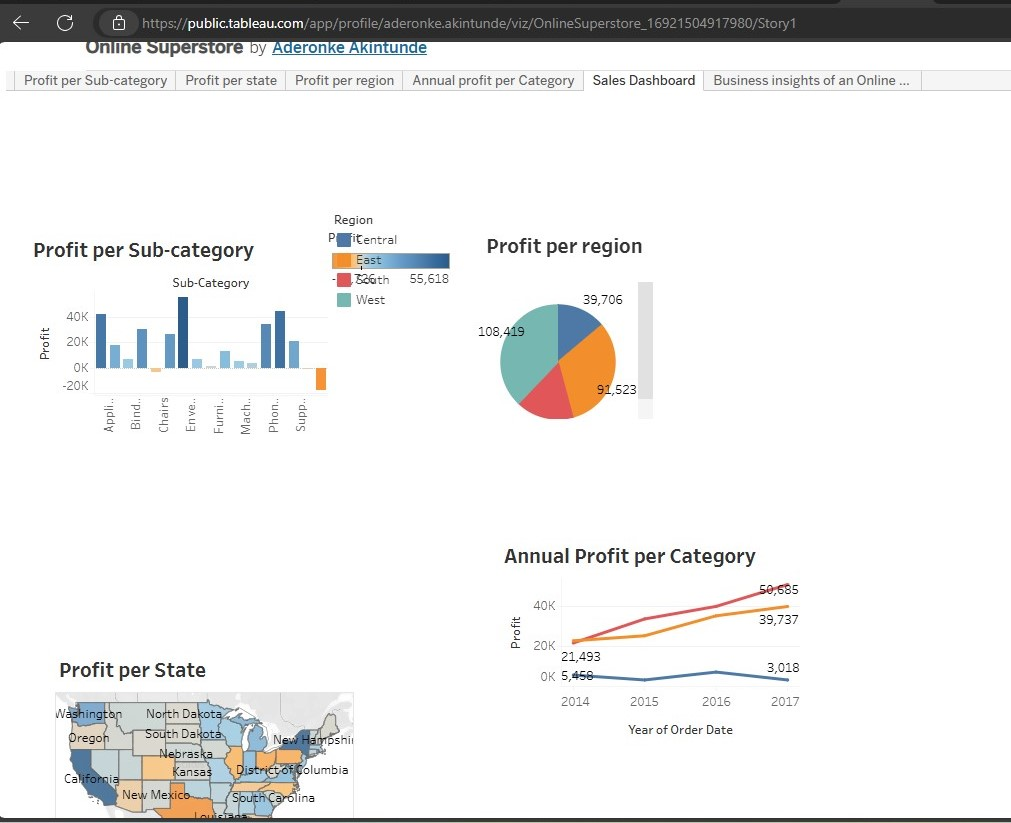 https://public.tableau.com/app/profile/aderonke.akintunde/viz/OnlineSuperstore_16921504917980/Story1
Online Superstore by Aderonke Akintunde
Profit per Sub-category
Profit per state
Profit per region
Annual profit per Category
Sales Dashboard
Business insights of an Online ...
Profit per Sub-category
Sub-Category
Profit
40K
20K
0K
-20K
Appli..
Bind..
Chairs
Enve..
Furni..
Mach..
Phon..
Supp..
Region
Profit
Central
East
South
West
55,618
Profit per region
39,706
108,419
91,523
Annual Profit per Category
Profit
40K
20K
0K
50,685
39,737
21,493
5,458
3,018
2014
2015
2016
2017
Year of Order Date
Profit per State
Washington
North Dakota
Oregon
South Dakota
New Hampshi
Nebraska
Kansas
District of Columbia
California
New Mexico
South Carolina
Louisiana